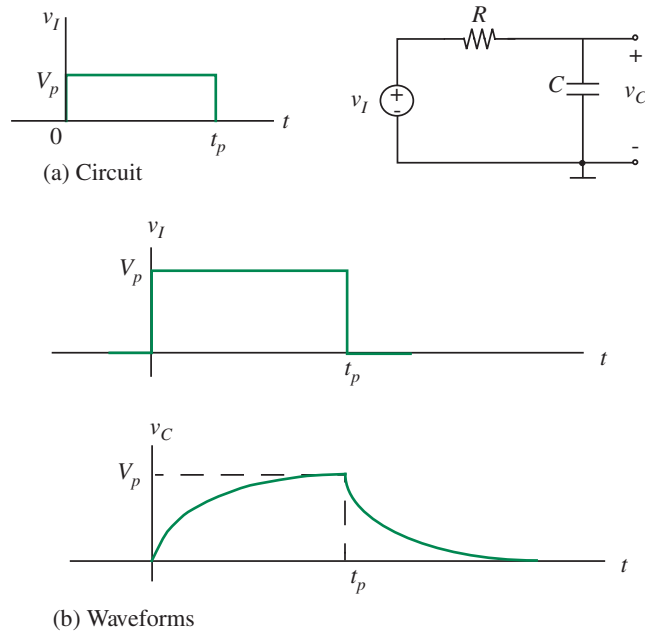 v_I
V_p
0
t_p
t
(a) Circuit
R
v_I
+
-
C
+
v_C
-
v_I
V_p
t_p
t
v_C
V_p
t_p
t
(b) Waveforms